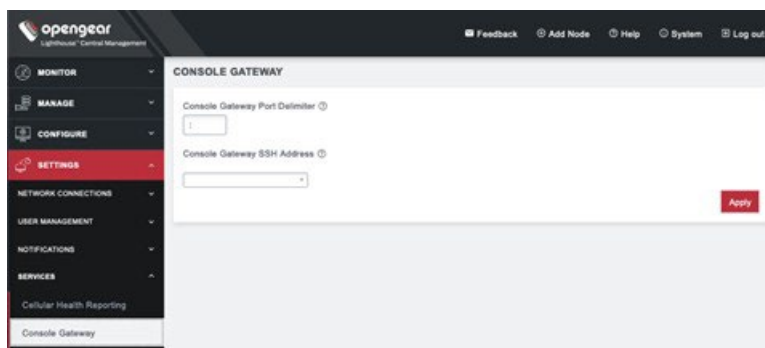 opengear
Lighthouse™ Central Management
Feedback
Add Node
Help
System
Log out
MONITOR
MANAGE
CONFIGURE
SETTINGS
NETWORK CONNECTIONS
USER MANAGEMENT
NOTIFICATIONS
SERVICES
Cellular Health Reporting
Console Gateway
CONSOLE GATEWAY
Console Gateway Port Delimiter
:
Console Gateway SSH Address
Apply